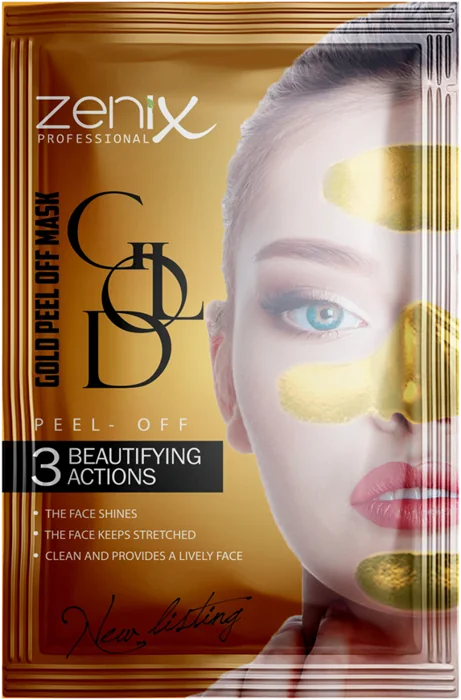 zenix
PROFESSIONAL
GOLD PEEL OFF MASK
GOLD
PEEL- OFF
3 BEAUTIFYING
ACTIONS
• THE FACE SHINES
• THE FACE KEEPS STRETCHED
• CLEAN AND PROVIDES A LIVELY FACE
New listing